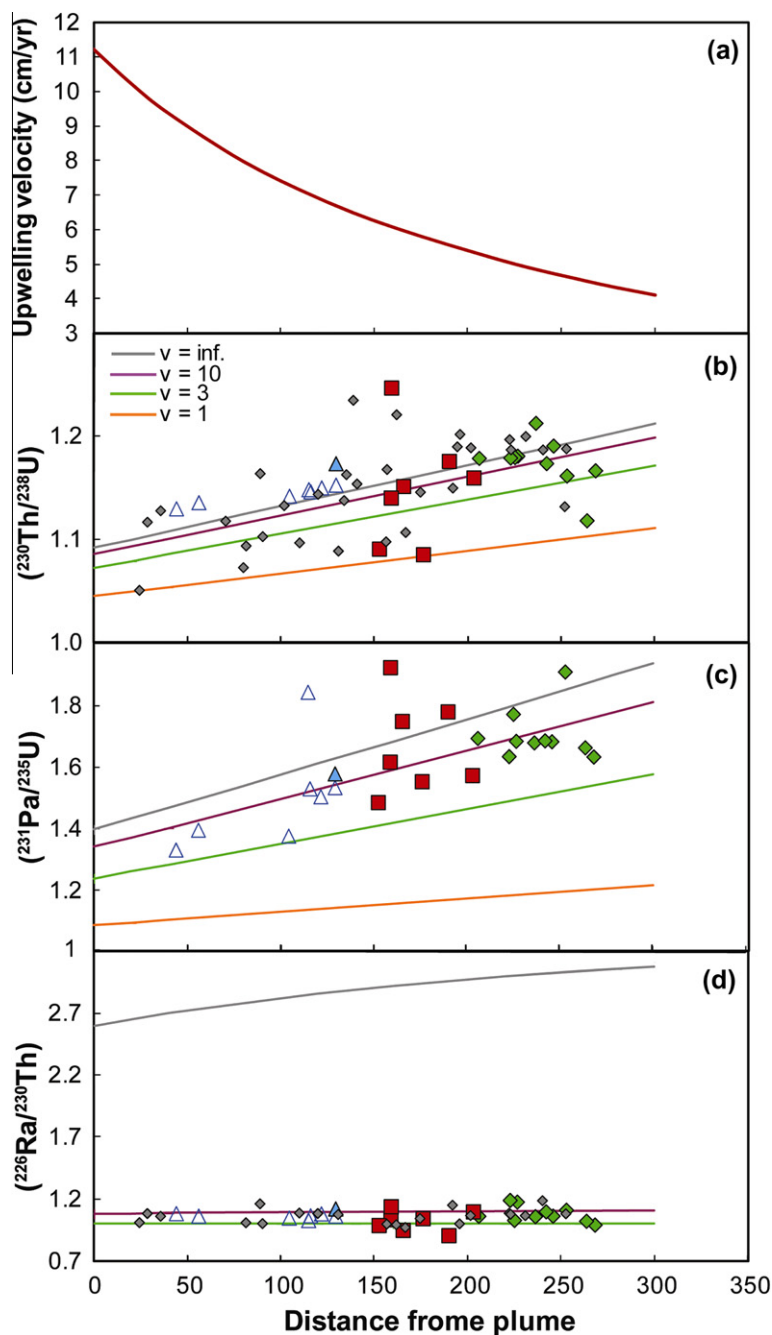 12
(a)
11
10
9
8
7
6
5
4
3
Upwelling velocity (cm/yr)
v = inf.
v = 10
v = 3
v = 1
(b)
1.2
1.1
1.0
(²³⁰Th/²³⁸U)
(c)
1.8
1.6
1.4
1.2
1
(²³¹Pa/²³⁵U)
(d)
2.7
2.2
1.7
1.2
0.7
(²²⁶Ra/²³⁰Th)
0 50 100 150 200 250 300 350
Distance frome plume